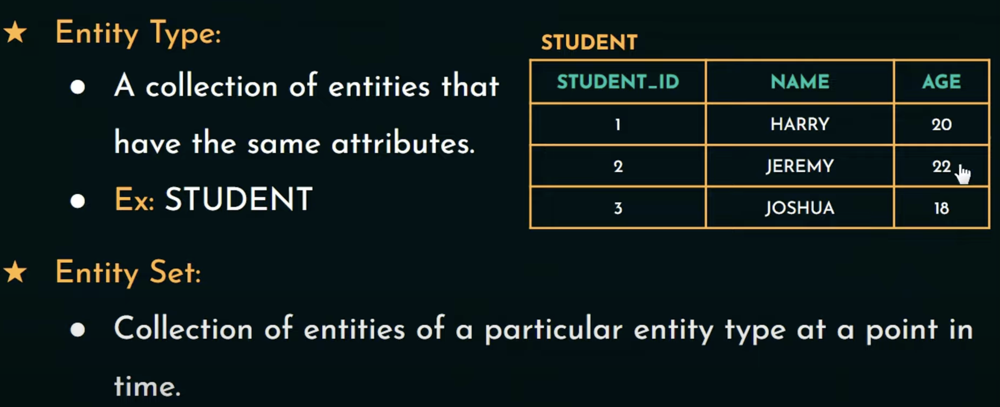 ★ Entity Type:
● A collection of entities that
have the same attributes.
● Ex: STUDENT
STUDENT
STUDENT_ID NAME AGE
1 HARRY 20
2 JEREMY 22
3 JOSHUA 18
★ Entity Set:
● Collection of entities of a particular entity type at a point in
time.